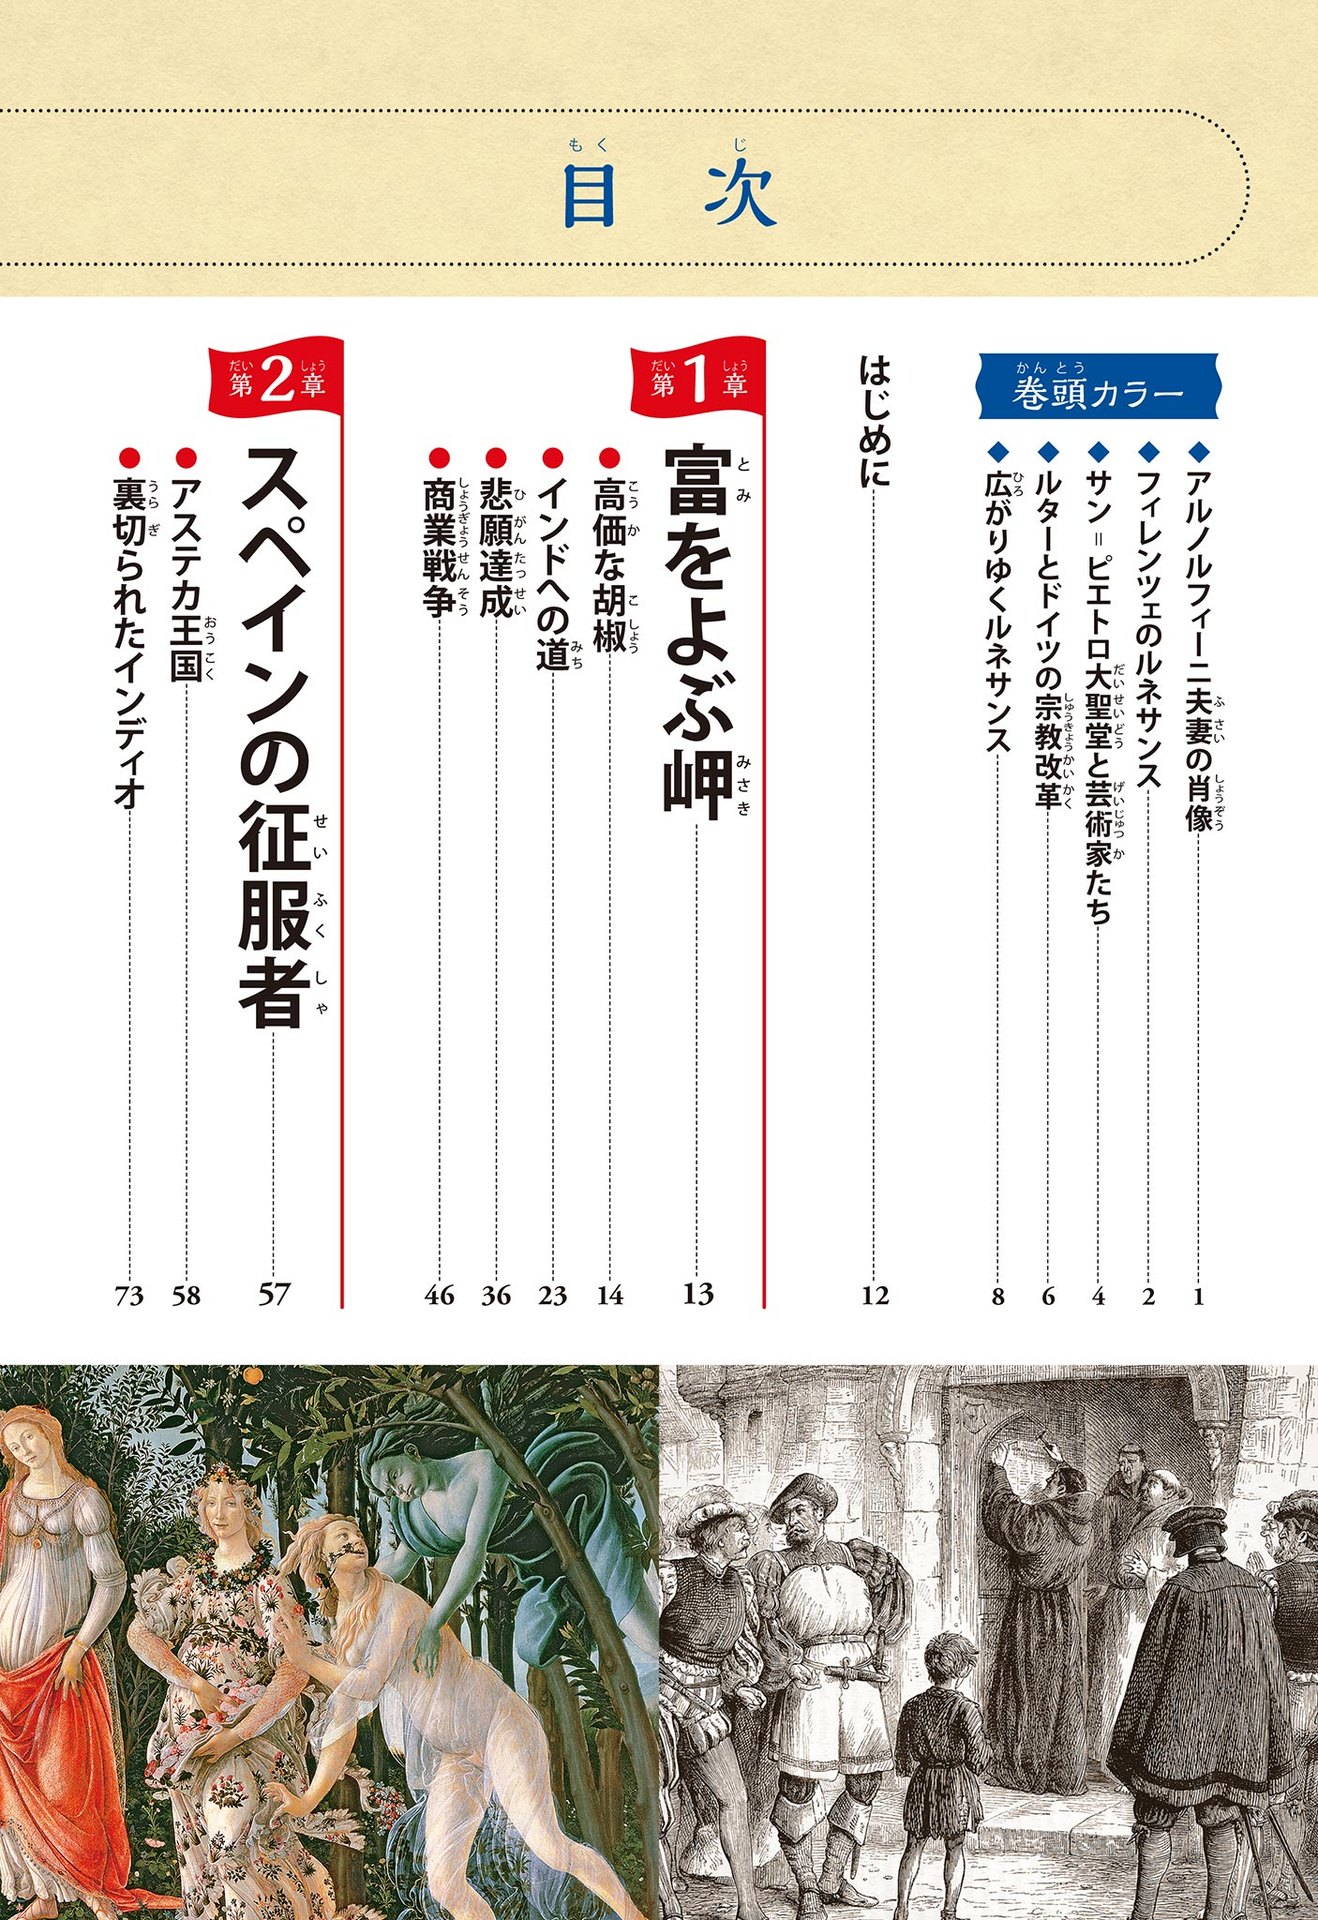 目次
巻頭カラー
◆アルノルフィーニ夫妻の肖像 1
◆フィレンツェのルネサンス 2
◆サン=ピエトロ大聖堂と芸術家たち 4
◆ルターとドイツの宗教改革 6
◆広がりゆくルネサンス 8
はじめに 12
第1章
富をよぶ岬 13
●高価な胡椒 14
●インドへの道 23
●悲願達成 36
●商業戦争 46
第2章
スペインの征服者 57
●アステカ王国 58
●裏切られたインディオ 73